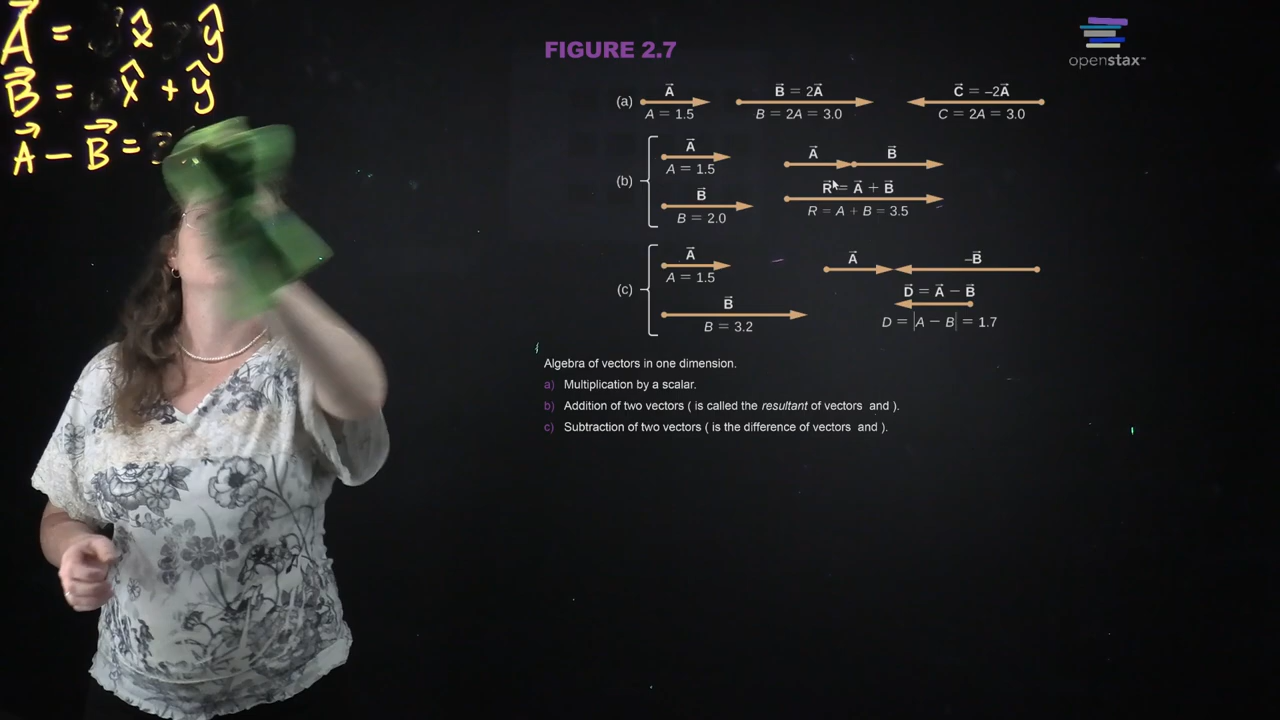 A⃗ = x̂ ŷ
B⃗ = x̂ + ŷ
A⃗ − B⃗ =
FIGURE 2.7
openstax™
(a)
A⃗
A = 1.5
B⃗ = 2A⃗
B = 2A = 3.0
C⃗ = −2A⃗
C = 2A = 3.0
(b)
A⃗
A = 1.5
B⃗
B = 2.0
A⃗ B⃗
R⃗ = A⃗ + B⃗
R = A + B = 3.5
(c)
A⃗
A = 1.5
B⃗
B = 3.2
A⃗ −B⃗
D⃗ = A⃗ − B⃗
D = |A − B| = 1.7
Algebra of vectors in one dimension.
a) Multiplication by a scalar.
b) Addition of two vectors ( is called the resultant of vectors and ).
c) Subtraction of two vectors ( is the difference of vectors and ).